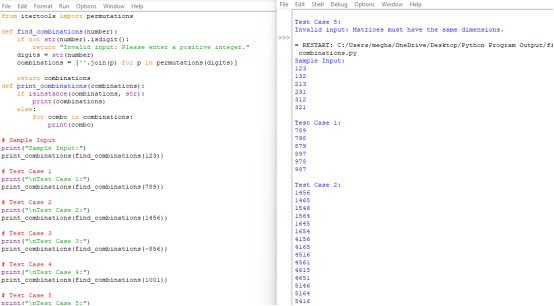 File Edit Format Run Options Window Help
from itertools import permutations
def find_combinations(number):
if not str(number).isdigit():
return "Invalid input: Please enter a positive integer."
digits = str(number)
combinations = [''.join(p) for p in permutations(digits)]
return combinations
def print_combinations(combinations):
if isinstance(combinations, str):
print(combinations)
else:
for combo in combinations:
print(combo)
# Sample Input
print("Sample Input:")
print_combinations(find_combinations(123))
# Test Case 1
print("\nTest Case 1:")
print_combinations(find_combinations(789))
# Test Case 2
print("\nTest Case 2:")
print_combinations(find_combinations(1456))
# Test Case 3
print("\nTest Case 3:")
print_combinations(find_combinations(-856))
# Test Case 4
print("\nTest Case 4:")
print_combinations(find_combinations(1001))
# Test Case 5
print("\nTest Case 5:")
File Edit Shell Debug Options Window Help
Test Case 5:
Invalid input: Matrices must have the same dimensions.
>>>
= RESTART: C:/Users/megha/OneDrive/Desktop/Python Program Output/fi
combinations.py
Sample Input:
123
132
213
231
312
321
Test Case 1:
789
798
879
897
978
987
Test Case 2:
1456
1465
1546
1564
1645
1654
4156
4165
4516
4561
4615
4651
5146
5164
5416